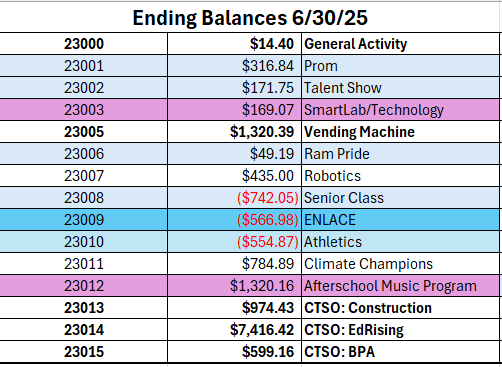 Ending Balances 6/30/25
23000 $14.40 General Activity
23001 $316.84 Prom
23002 $171.75 Talent Show
23003 $169.07 SmartLab/Technology
23005 $1,320.39 Vending Machine
23006 $49.19 Ram Pride
23007 $435.00 Robotics
23008 ($742.05) Senior Class
23009 ($566.98) ENLACE
23010 ($554.87) Athletics
23011 $784.89 Climate Champions
23012 $1,320.16 Afterschool Music Program
23013 $974.43 CTSO: Construction
23014 $7,416.42 CTSO: EdRising
23015 $599.16 CTSO: BPA